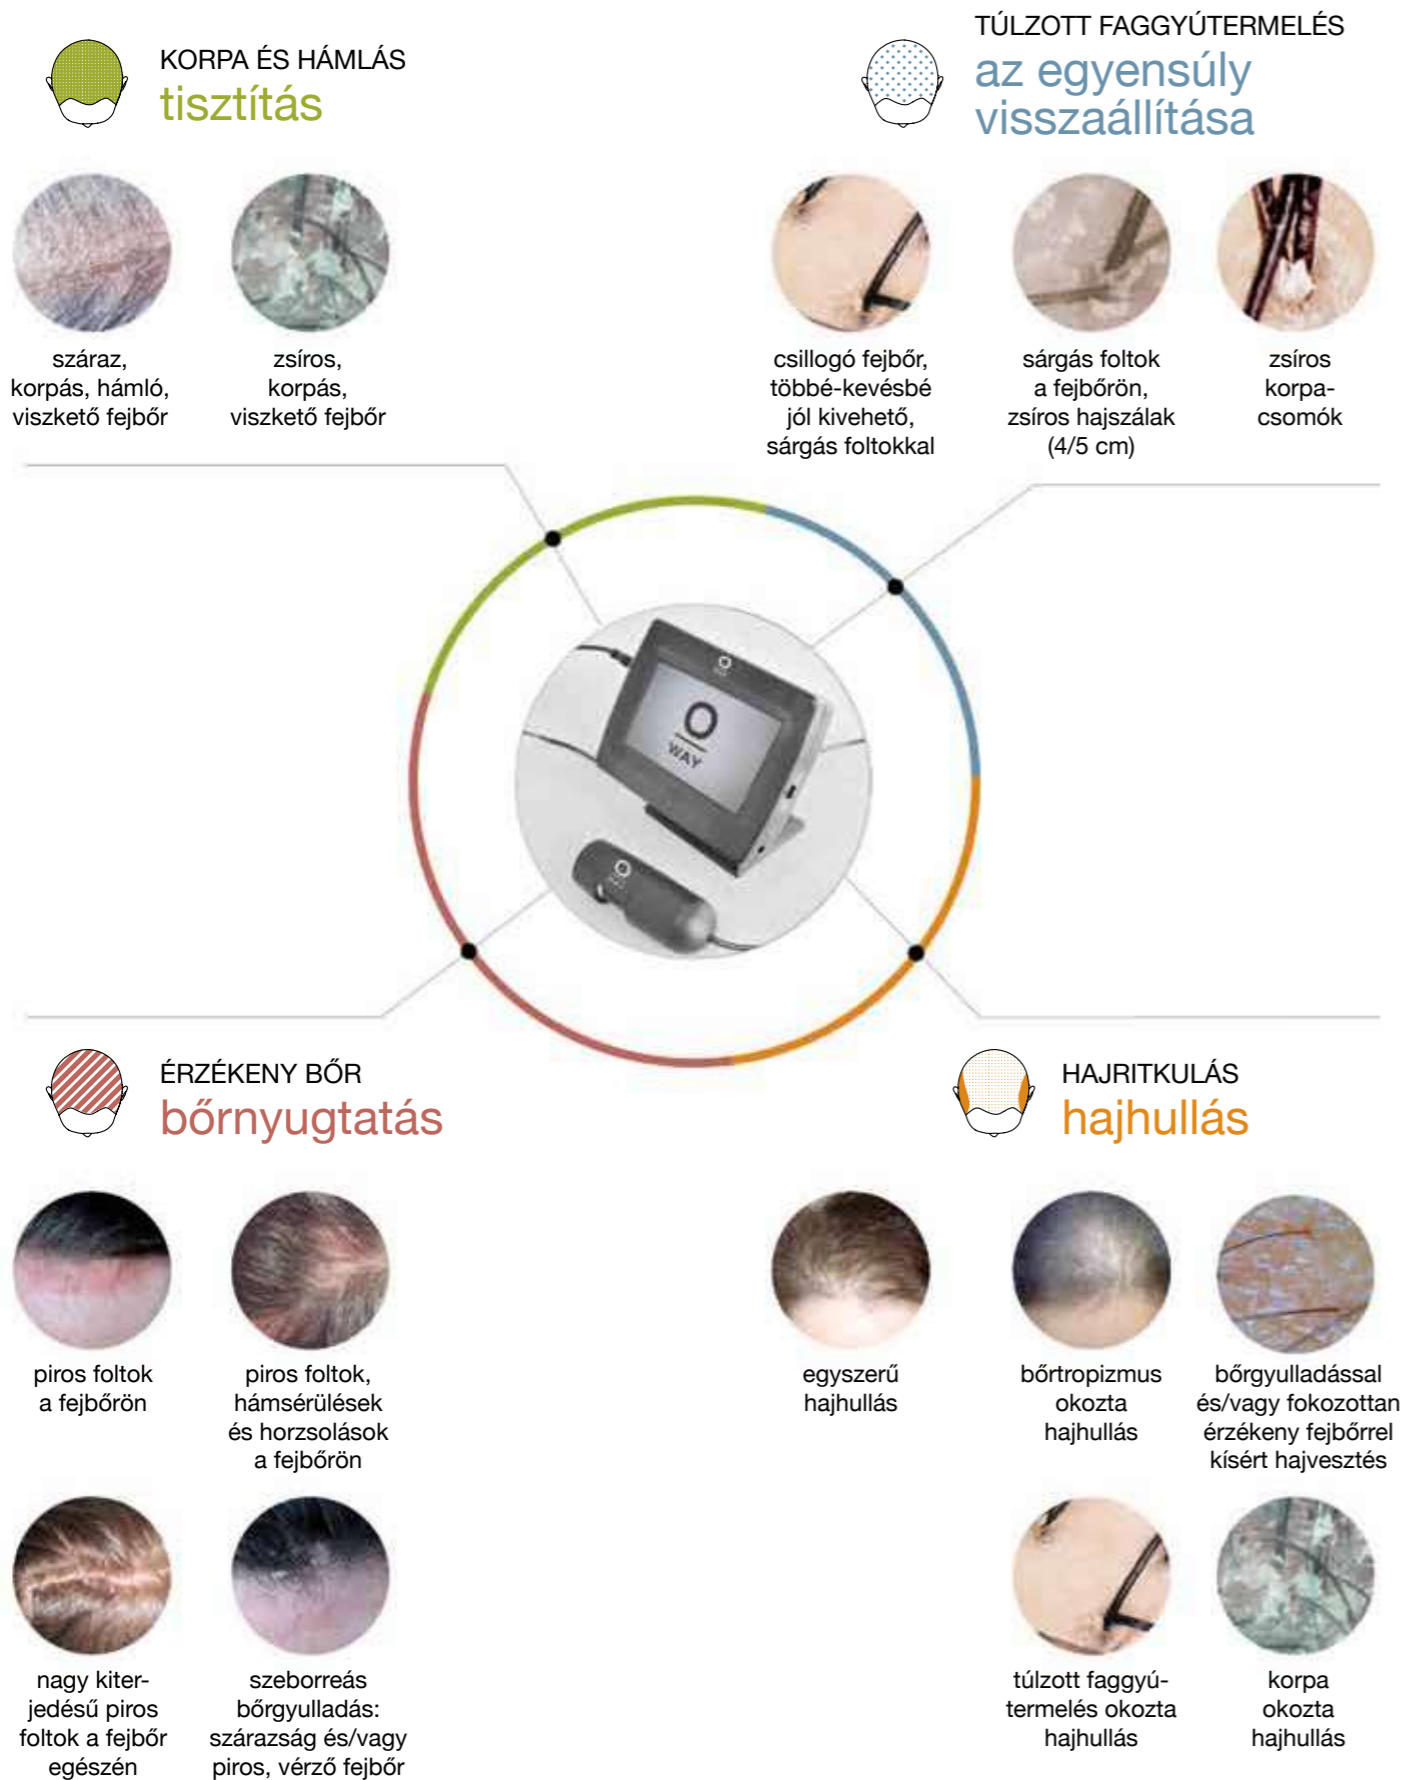 KORPA ÉS HÁMLÁS
tisztítás
TÚLZOTT FAGGYÚTERMELÉS
az egyensúly
visszaállítása
száraz,
korpás, hámló,
viszkető fejbőr
zsíros,
korpás,
viszkető fejbőr
csillogó fejbőr,
többé-kevésbé
jól kivehető,
sárgás foltokkal
sárgás foltok
a fejbőrön,
zsíros hajszálak
(4/5 cm)
zsíros
korpa-
csomók
O
WAY
ÉRZÉKENY BŐR
bőrnyugtatás
HAJRITKULÁS
hajhullás
piros foltok
a fejbőrön
piros foltok,
hámsérülések
és horzsolások
a fejbőrön
egyszerű
hajhullás
bőrtropizmus
okozta
hajhullás
bőrgyulladással
és/vagy fokozottan
érzékeny fejbőrrel
kísért hajvesztés
nagy kiter-
jedésű piros
foltok a fejbőr
egészén
szeborreás
bőrgyulladás:
szárazság és/vagy
piros, vérző fejbőr
túlzott faggyú-
termelés okozta
hajhullás
korpa
okozta
hajhullás